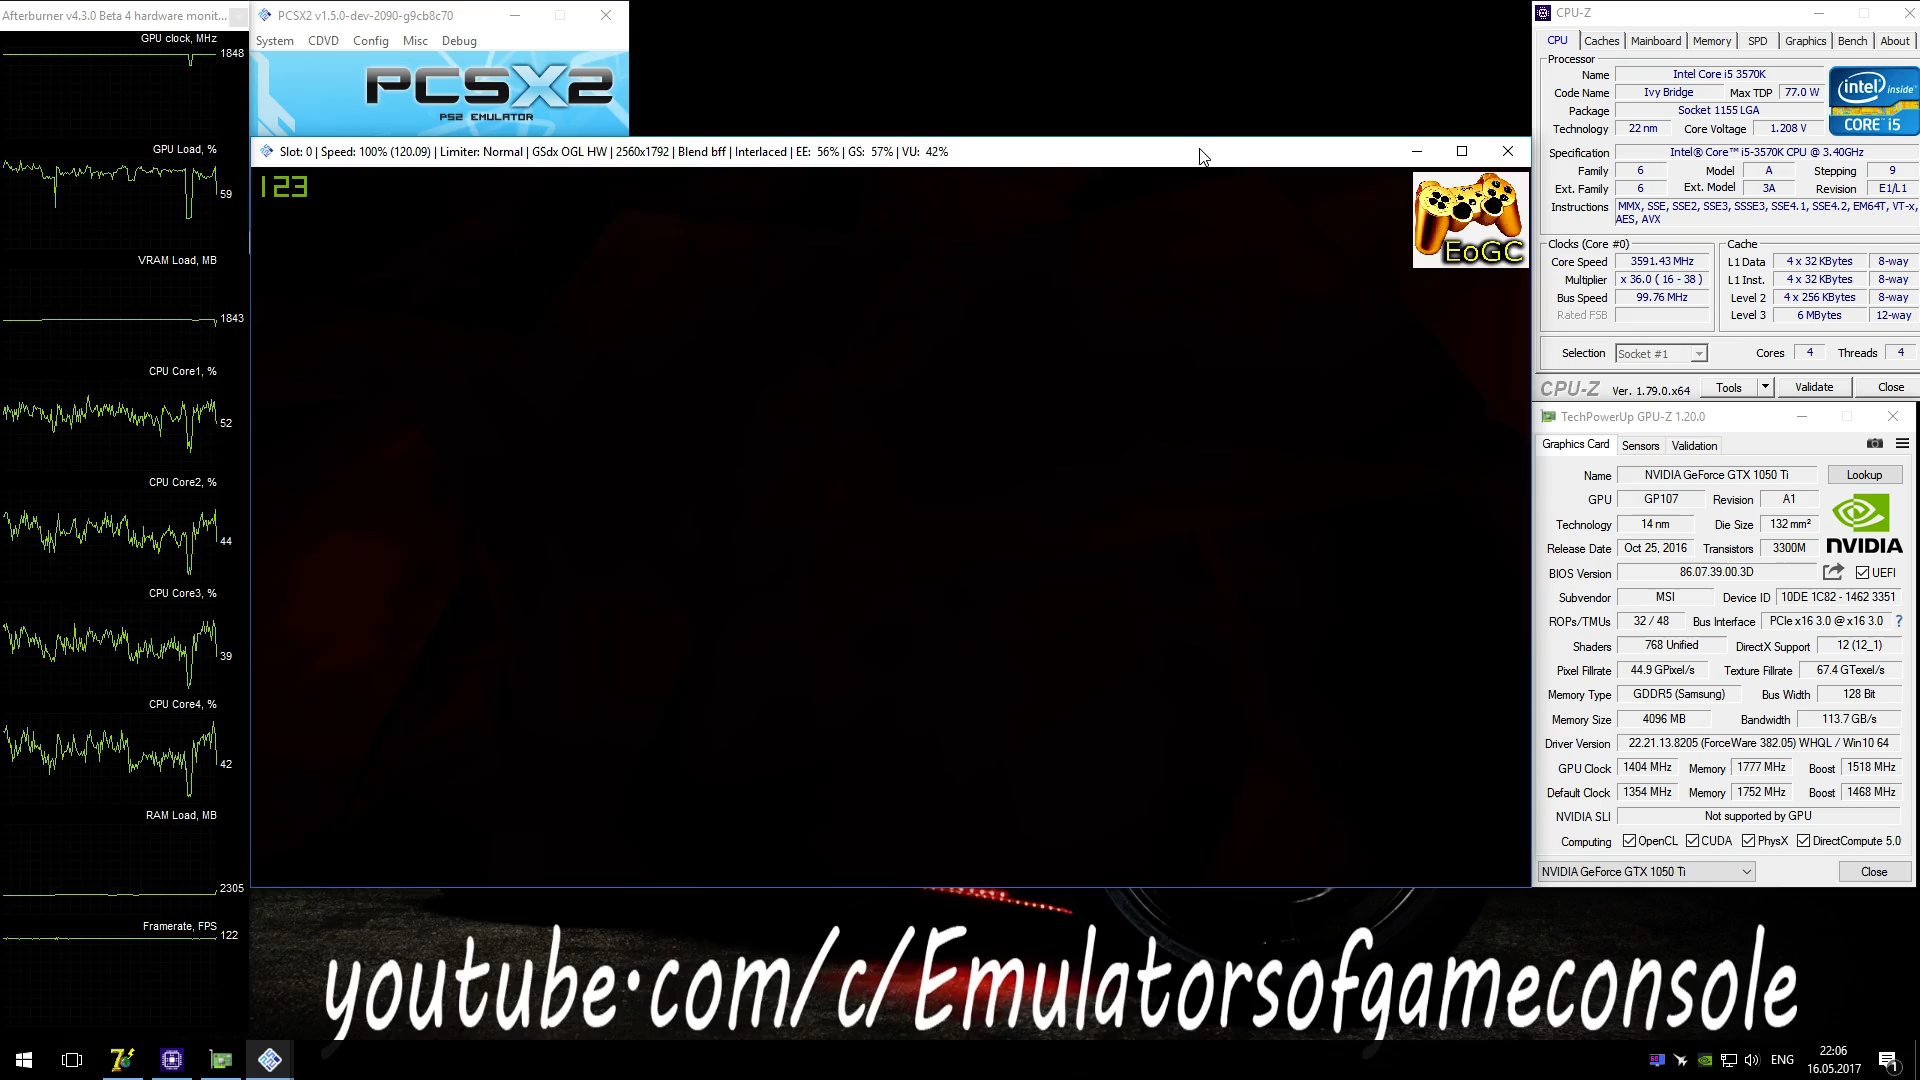 Afterburner v4.3.0 Beta 4 hardware monit...
GPU clock, MHz
1848
GPU Load, %
59
VRAM Load, MB
1843
CPU Core1, %
52
CPU Core2, %
44
CPU Core3, %
39
CPU Core4, %
42
RAM Load, MB
2305
Framerate, FPS
122
PCSX2 v1.5.0-dev-2090-g9cb8c70
System CDVD Config Misc Debug
PCSX2
PS2 EMULATOR
Slot: 0 | Speed: 100% (120.09) | Limiter: Normal | GSdx OGL HW | 2560x1792 | Blend bff | Interlaced | EE: 56% | GS: 57% | VU: 42%
123
EoGC
CPU-Z
CPU Caches Mainboard Memory SPD Graphics Bench About
Processor
Name Intel Core i5 3570K
Code Name Ivy Bridge Max TDP 77.0 W
Package Socket 1155 LGA
Technology 22 nm Core Voltage 1.208 V
intel inside™
CORE i5
Specification Intel® Core™ i5-3570K CPU @ 3.40GHz
Family 6 Model A Stepping 9
Ext. Family 6 Ext. Model 3A Revision E1/L1
Instructions MMX, SSE, SSE2, SSE3, SSSE3, SSE4.1, SSE4.2, EM64T, VT-x,
AES, AVX
Clocks (Core #0)
Core Speed 3591.43 MHz
Multiplier x 36.0 ( 16 - 38 )
Bus Speed 99.76 MHz
Rated FSB
Cache
L1 Data 4 x 32 KBytes 8-way
L1 Inst. 4 x 32 KBytes 8-way
Level 2 4 x 256 KBytes 8-way
Level 3 6 MBytes 12-way
Selection Socket #1 Cores 4 Threads 4
CPU-Z Ver. 1.79.0.x64 Tools Validate Close
TechPowerUp GPU-Z 1.20.0
Graphics Card Sensors Validation
Name NVIDIA GeForce GTX 1050 Ti Lookup
GPU GP107 Revision A1
Technology 14 nm Die Size 132 mm²
Release Date Oct 25, 2016 Transistors 3300M
NVIDIA
BIOS Version 86.07.39.00.3D UEFI
Subvendor MSI Device ID 10DE 1C82 - 1462 3351
ROPs/TMUs 32 / 48 Bus Interface PCIe x16 3.0 @ x16 3.0 ?
Shaders 768 Unified DirectX Support 12 (12_1)
Pixel Fillrate 44.9 GPixel/s Texture Fillrate 67.4 GTexel/s
Memory Type GDDR5 (Samsung) Bus Width 128 Bit
Memory Size 4096 MB Bandwidth 113.7 GB/s
Driver Version 22.21.13.8205 (ForceWare 382.05) WHQL / Win10 64
GPU Clock 1404 MHz Memory 1777 MHz Boost 1518 MHz
Default Clock 1354 MHz Memory 1752 MHz Boost 1468 MHz
NVIDIA SLI Not supported by GPU
Computing OpenCL CUDA PhysX DirectCompute 5.0
NVIDIA GeForce GTX 1050 Ti Close
youtube.com/c/Emulatorsofgameconsole
ENG
22:06
16.05.2017
1